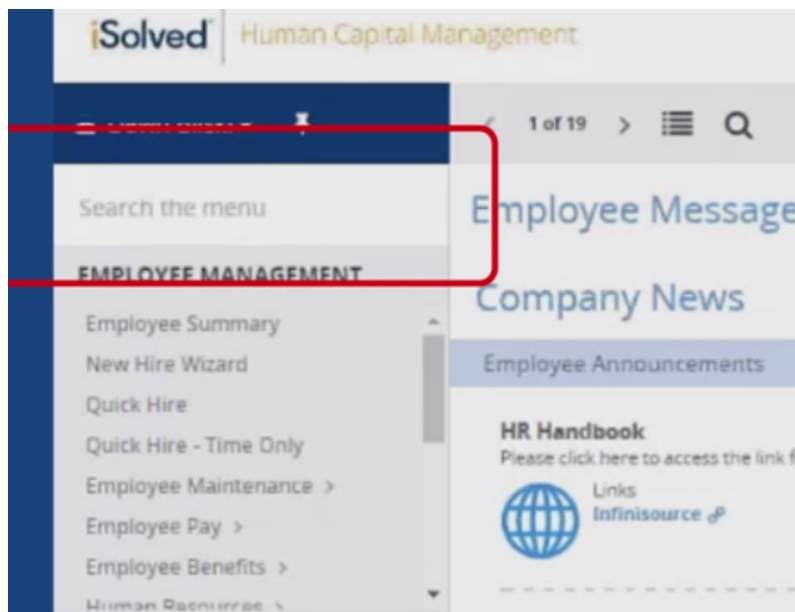 iSolved Human Capital Management
1 of 19
Search the menu
Employee Message
EMPLOYEE MANAGEMENT
Company News
Employee Summary
New Hire Wizard
Employee Announcements
Quick Hire
Quick Hire - Time Only
HR Handbook
Please click here to access the link f
Employee Maintenance >
Links
Infinisource
Employee Pay >
Employee Benefits >
Human Resources >